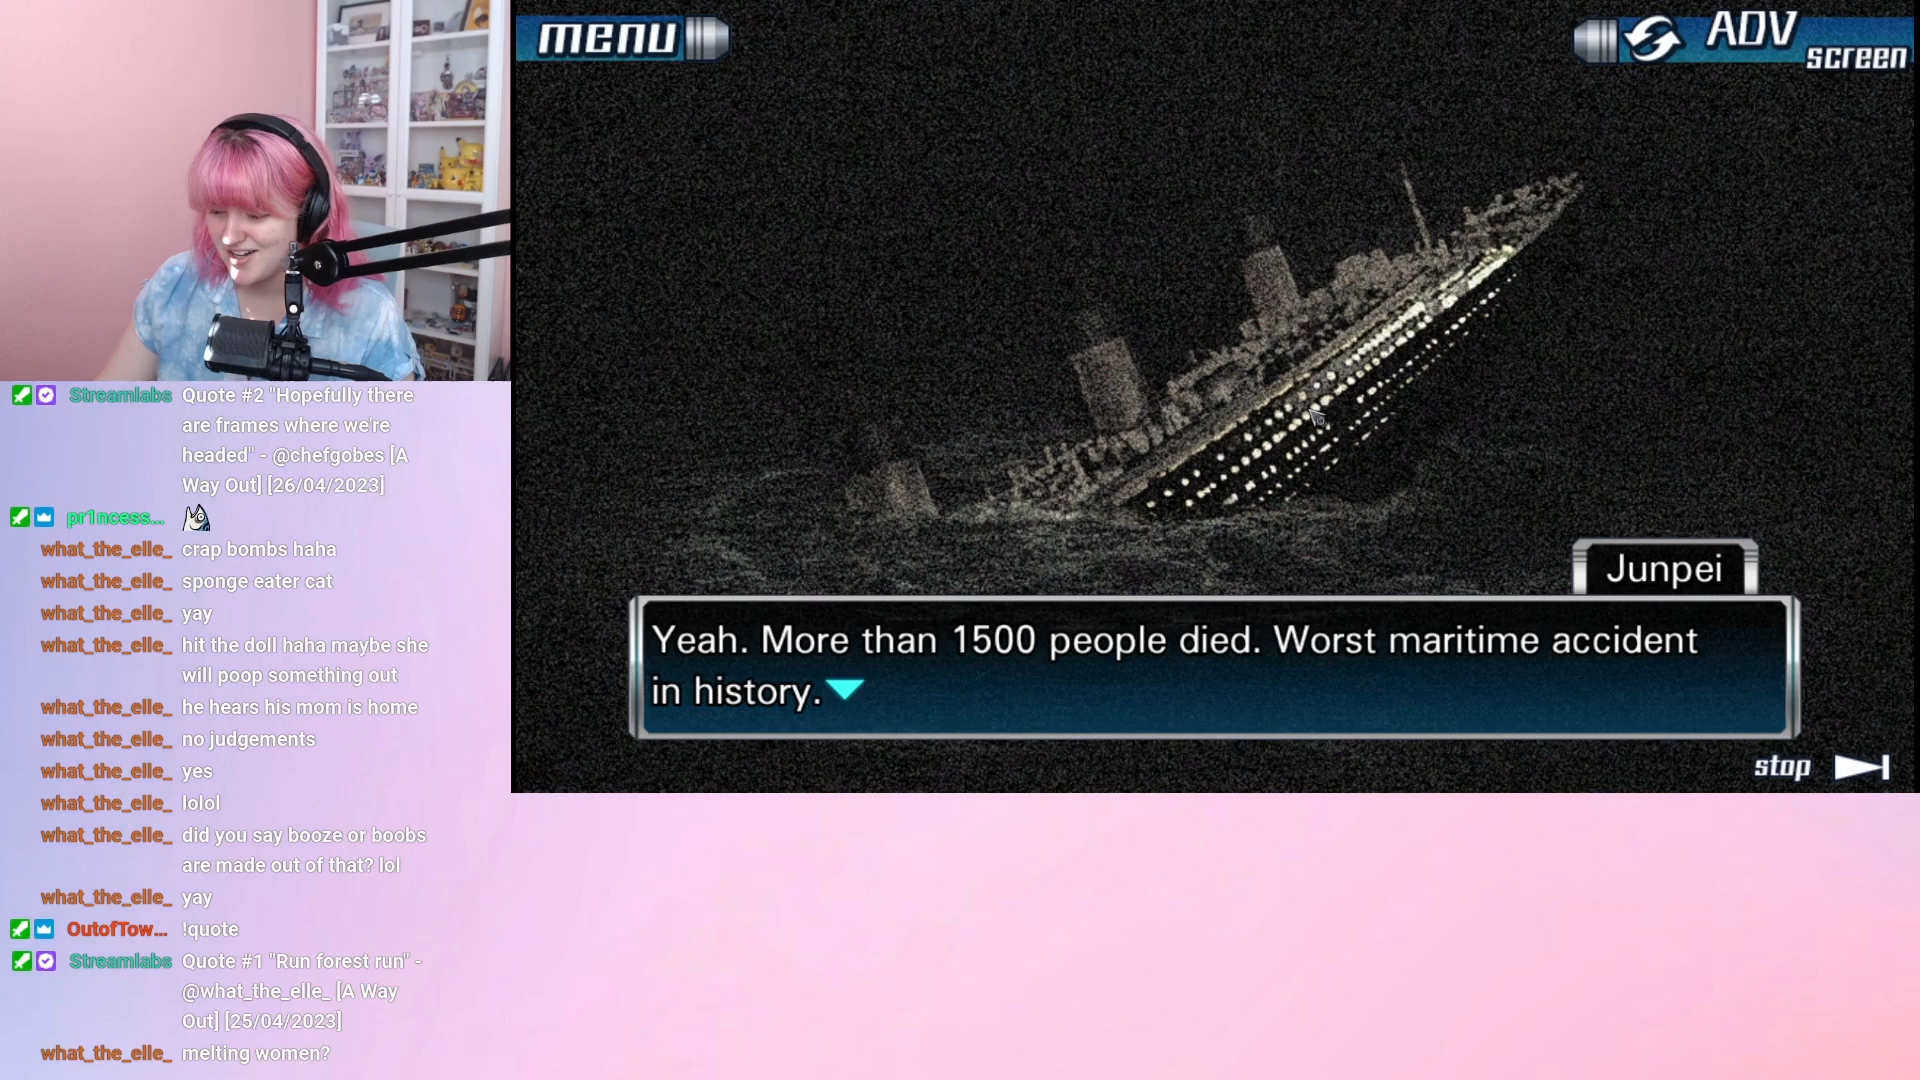 menu
ADV
screen
Streamlabs Quote #2 "Hopefully there
are frames where we're
headed" - @chefgobes [A
Way Out] [26/04/2023]
pr1ncess...
what_the_elle_ crap bombs haha
what_the_elle_ sponge eater cat
what_the_elle_ yay
what_the_elle_ hit the doll haha maybe she
will poop something out
what_the_elle_ he hears his mom is home
what_the_elle_ no judgements
what_the_elle_ yes
what_the_elle_ lolol
what_the_elle_ did you say booze or boobs
are made out of that? lol
what_the_elle_ yay
OutofTow... !quote
Streamlabs Quote #1 "Run forest run" -
@what_the_elle_ [A Way
Out] [25/04/2023]
what_the_elle_ melting women?
Junpei
Yeah. More than 1500 people died. Worst maritime accident
in history.
stop